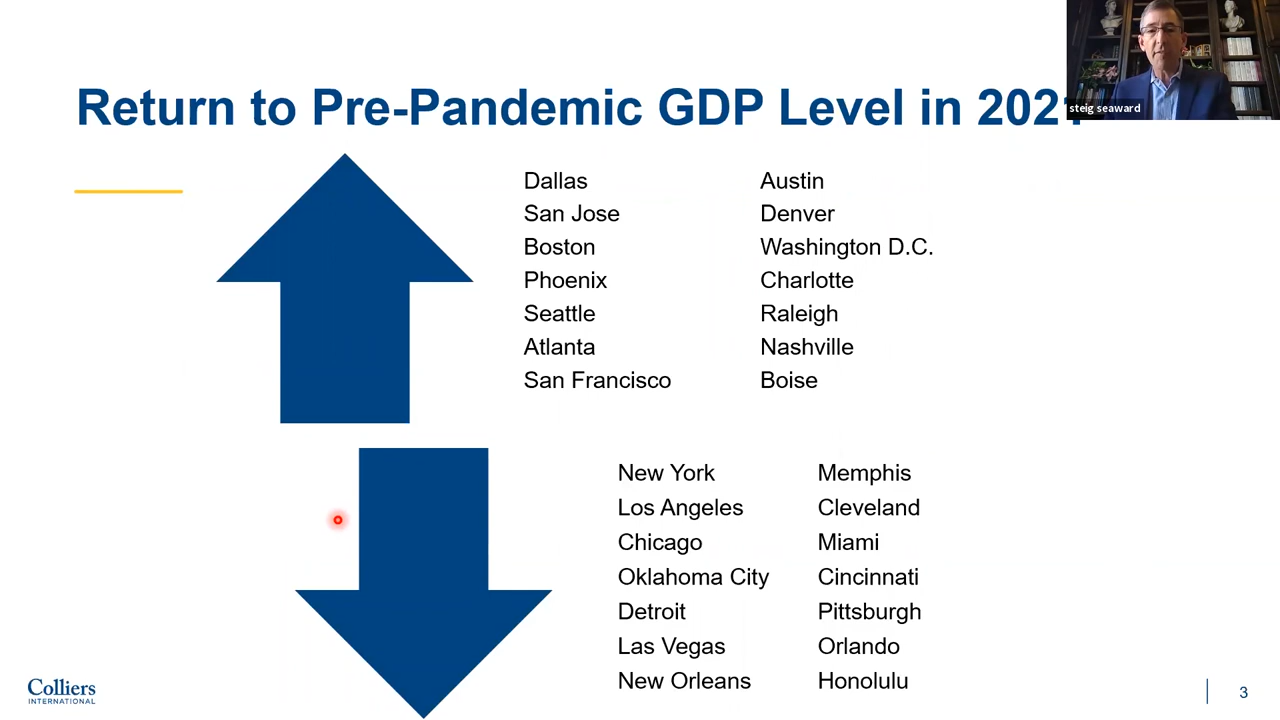 Return to Pre-Pandemic GDP Level in 2021
steig seaward
Dallas
San Jose
Boston
Phoenix
Seattle
Atlanta
San Francisco
Austin
Denver
Washington D.C.
Charlotte
Raleigh
Nashville
Boise
New York
Los Angeles
Chicago
Oklahoma City
Detroit
Las Vegas
New Orleans
Memphis
Cleveland
Miami
Cincinnati
Pittsburgh
Orlando
Honolulu
Colliers
INTERNATIONAL
3